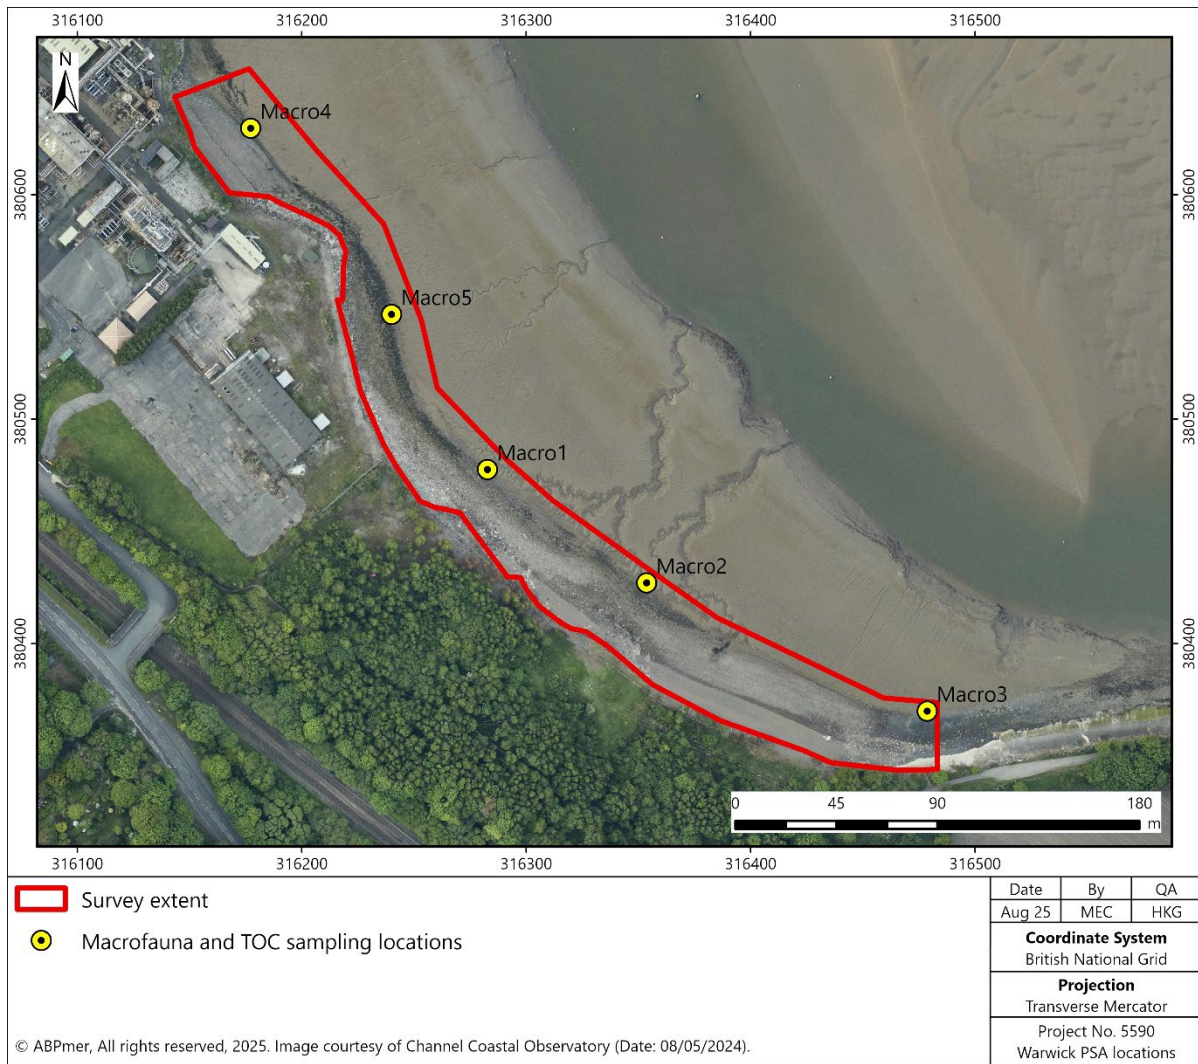 316100 316200 316300 316400 316500
N
Macro4
380600 380600
Macro5
380500 380500
Macro1
Macro2
380400 380400
Macro3
0 45 90 180
m
316100 316200 316300 316400 316500
Survey extent
Macrofauna and TOC sampling locations
Date By QA
Aug 25 MEC HKG
Coordinate System
British National Grid
Projection
Transverse Mercator
Project No. 5590
Warwick PSA locations
© ABPmer, All rights reserved, 2025. Image courtesy of Channel Coastal Observatory (Date: 08/05/2024).